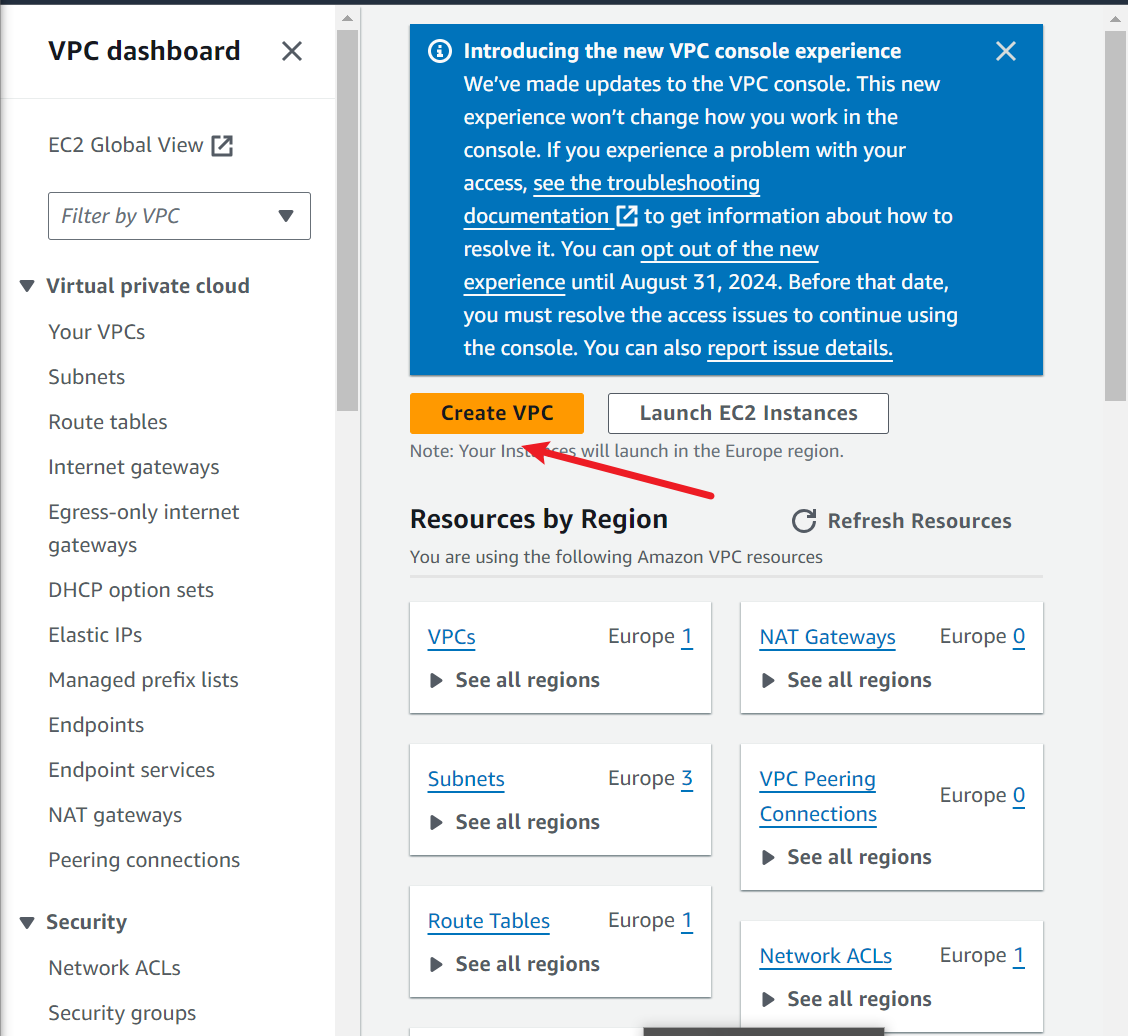 VPC dashboard
EC2 Global View
Filter by VPC
Virtual private cloud
Your VPCs
Subnets
Route tables
Internet gateways
Egress-only internet
gateways
DHCP option sets
Elastic IPs
Managed prefix lists
Endpoints
Endpoint services
NAT gateways
Peering connections
Security
Network ACLs
Security groups
Introducing the new VPC console experience
We've made updates to the VPC console. This new
experience won't change how you work in the
console. If you experience a problem with your
access, see the troubleshooting
documentation to get information about how to
resolve it. You can opt out of the new
experience until August 31, 2024. Before that date,
you must resolve the access issues to continue using
the console. You can also report issue details.
Create VPC
Launch EC2 Instances
Note: Your Instances will launch in the Europe region.
Resources by Region
Refresh Resources
You are using the following Amazon VPC resources
VPCs Europe 1
See all regions
NAT Gateways Europe 0
See all regions
Subnets Europe 3
See all regions
VPC Peering
Connections Europe 0
See all regions
Route Tables Europe 1
See all regions
Network ACLs Europe 1
See all regions